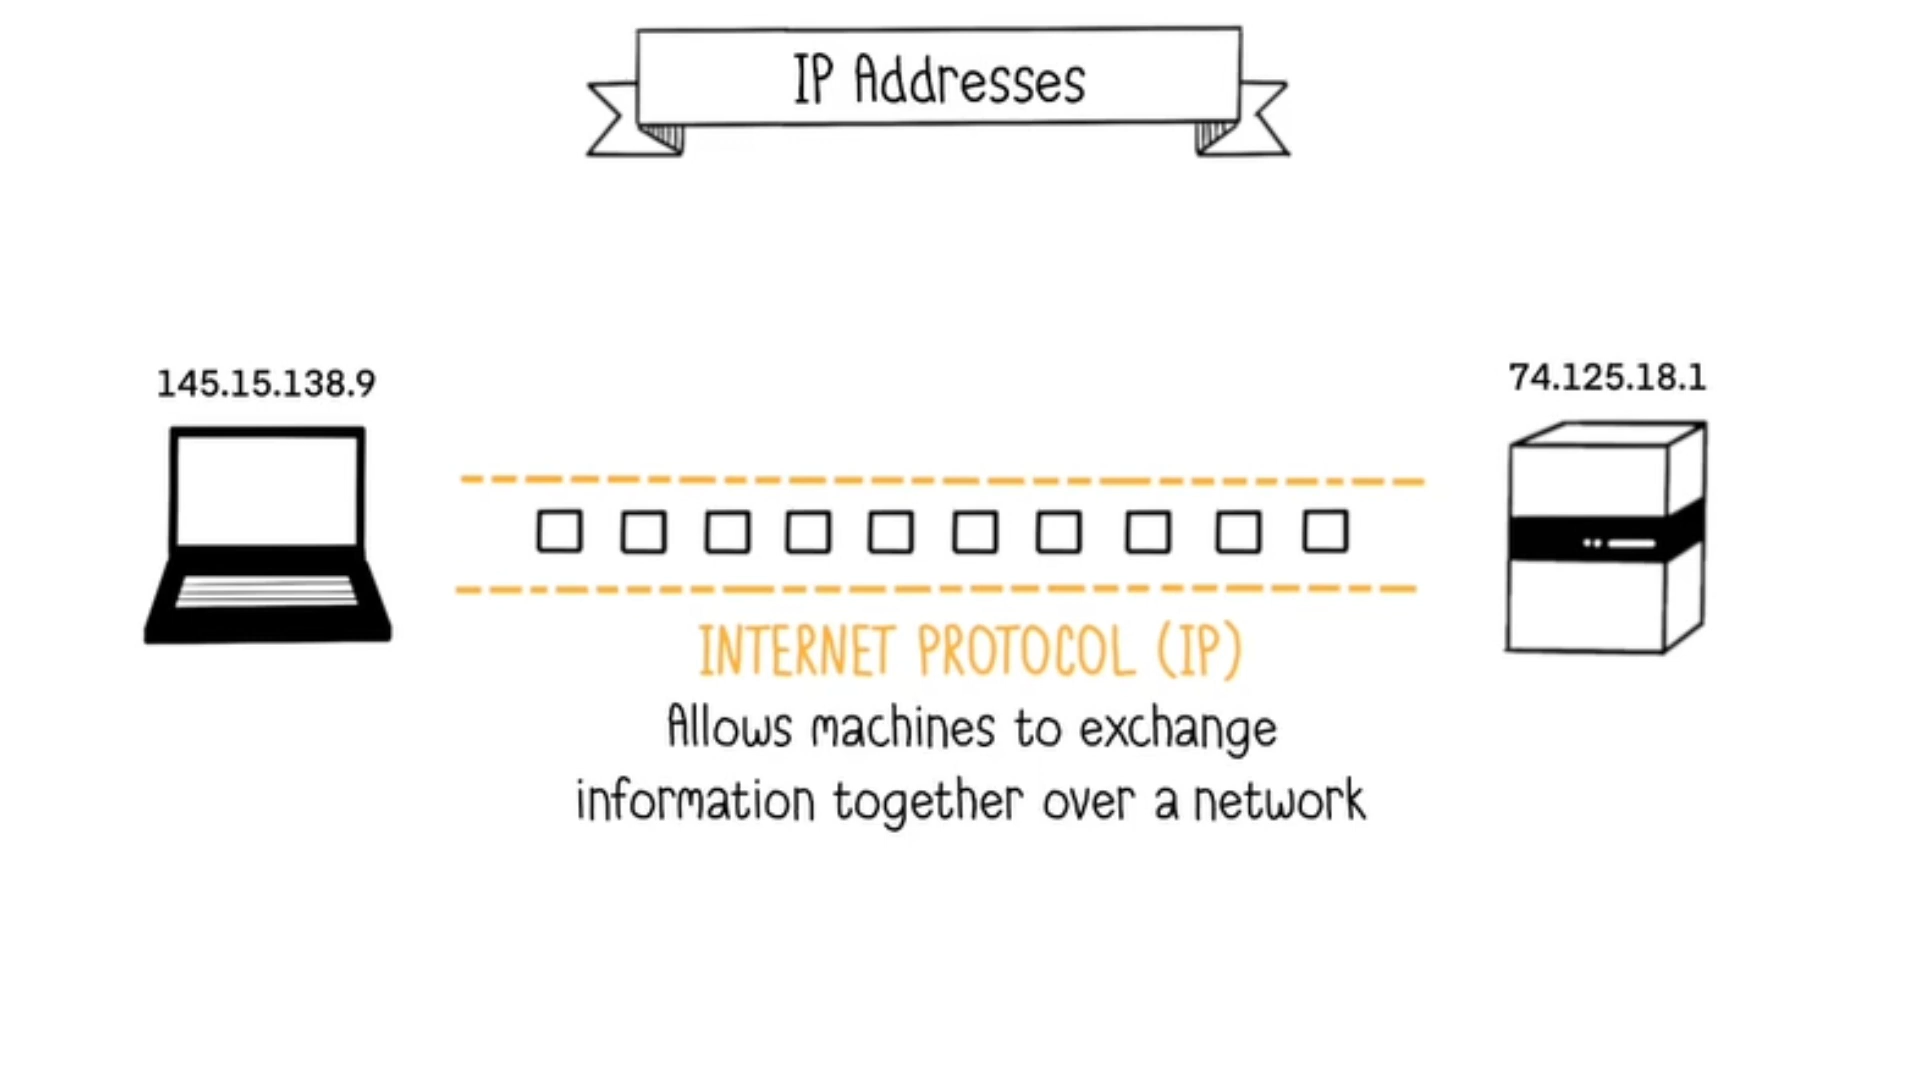 IP Addresses
145.15.138.9
74.125.18.1
INTERNET PROTOCOL (IP)
Allows machines to exchange
information together over a network